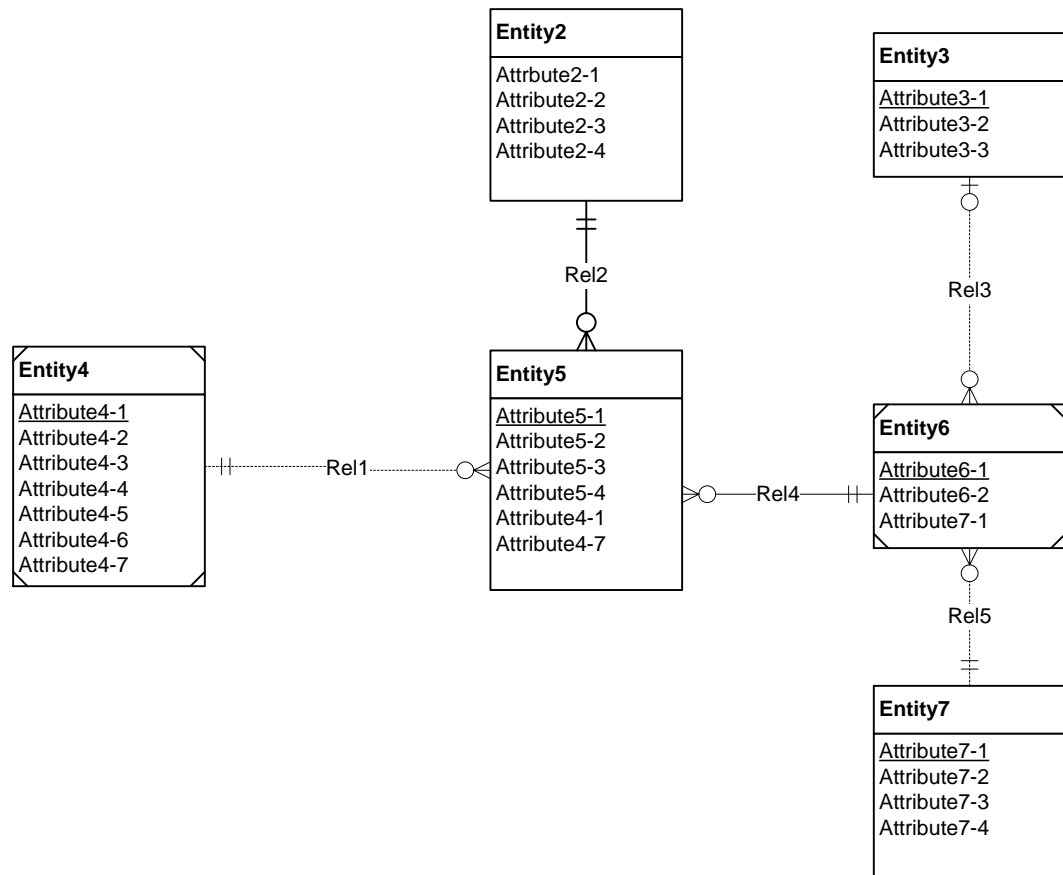 Entity2
Attrbute2-1
Attribute2-2
Attribute2-3
Attribute2-4
Entity3
Attribute3-1
Attribute3-2
Attribute3-3
Rel2
Rel3
Entity4
Attribute4-1
Attribute4-2
Attribute4-3
Attribute4-4
Attribute4-5
Attribute4-6
Attribute4-7
Rel1
Entity5
Attribute5-1
Attribute5-2
Attribute5-3
Attribute5-4
Attribute4-1
Attribute4-7
Rel4
Entity6
Attribute6-1
Attribute6-2
Attribute7-1
Rel5
Entity7
Attribute7-1
Attribute7-2
Attribute7-3
Attribute7-4